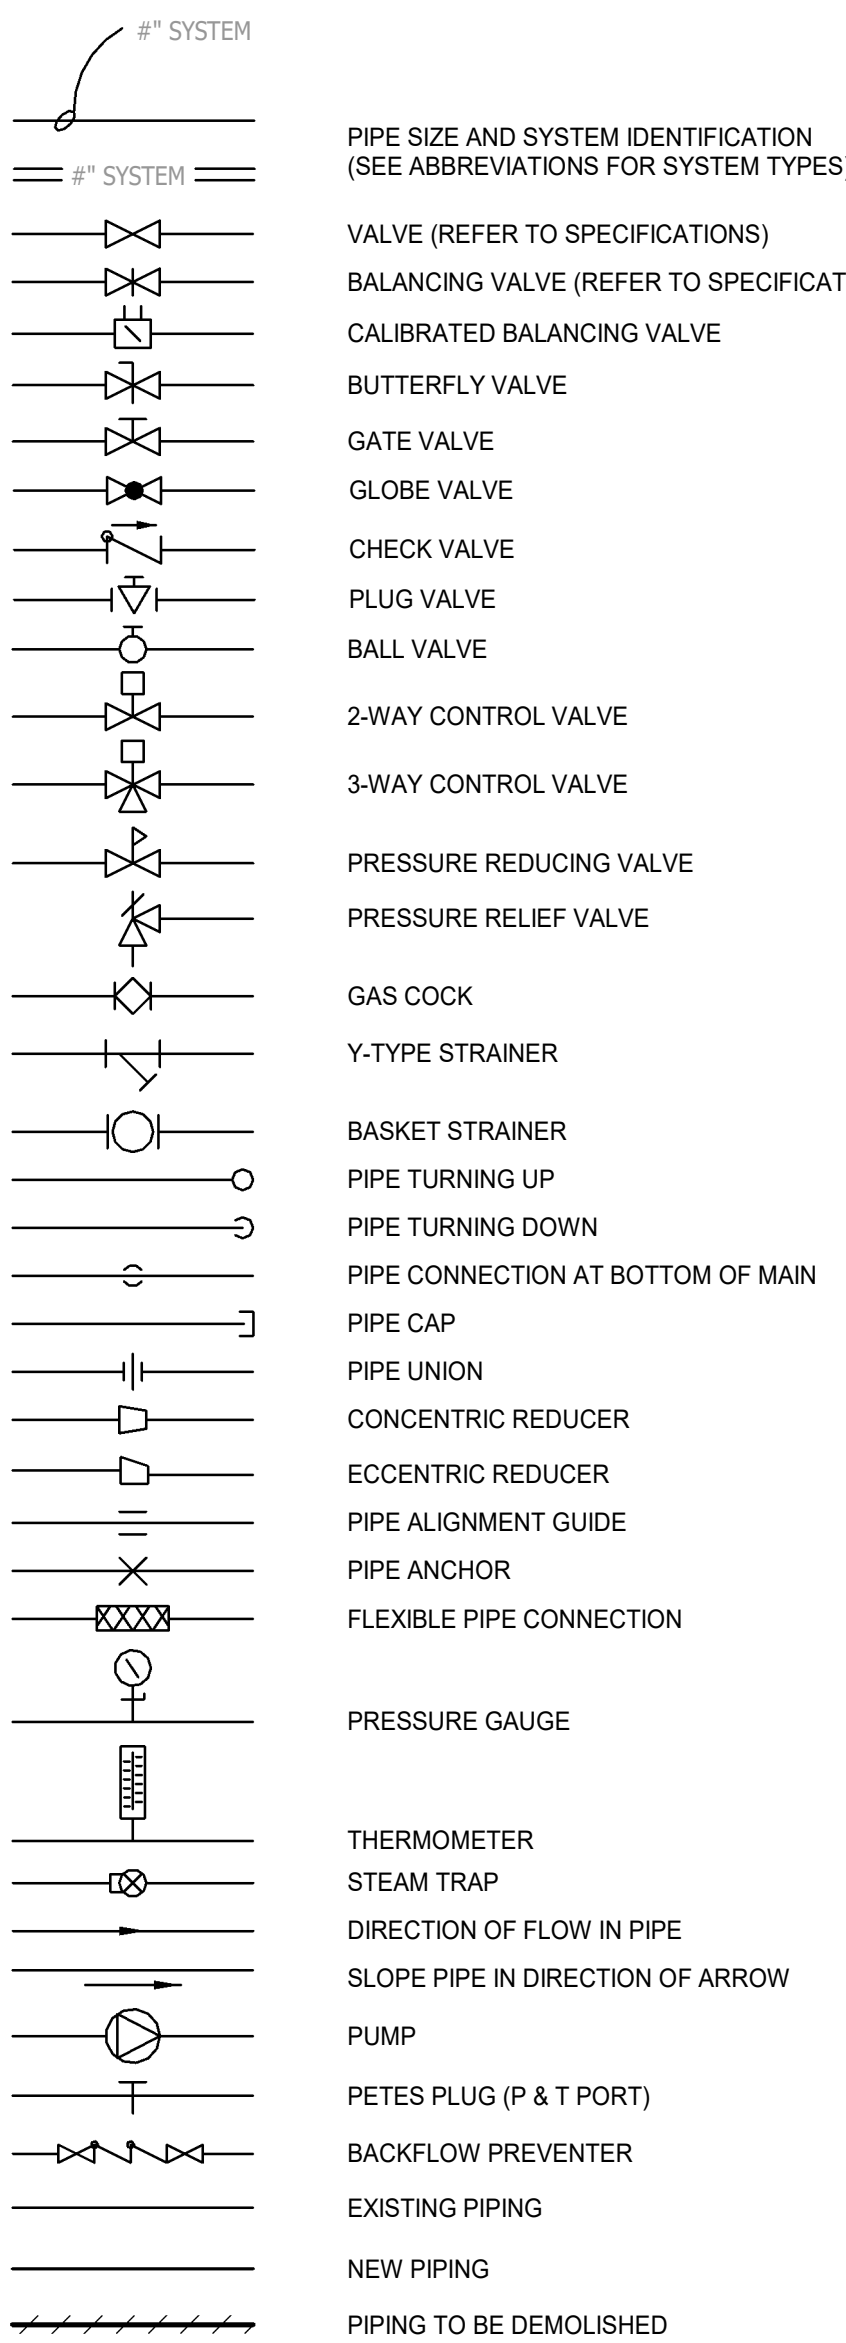 #" SYSTEM
PIPE SIZE AND SYSTEM IDENTIFICATION
(SEE ABBREVIATIONS FOR SYSTEM TYPES)
#" SYSTEM
VALVE (REFER TO SPECIFICATIONS)
BALANCING VALVE (REFER TO SPECIFICAT
CALIBRATED BALANCING VALVE
BUTTERFLY VALVE
GATE VALVE
GLOBE VALVE
CHECK VALVE
PLUG VALVE
BALL VALVE
2-WAY CONTROL VALVE
3-WAY CONTROL VALVE
PRESSURE REDUCING VALVE
PRESSURE RELIEF VALVE
GAS COCK
Y-TYPE STRAINER
BASKET STRAINER
PIPE TURNING UP
PIPE TURNING DOWN
PIPE CONNECTION AT BOTTOM OF MAIN
PIPE CAP
PIPE UNION
CONCENTRIC REDUCER
ECCENTRIC REDUCER
PIPE ALIGNMENT GUIDE
PIPE ANCHOR
FLEXIBLE PIPE CONNECTION
PRESSURE GAUGE
THERMOMETER
STEAM TRAP
DIRECTION OF FLOW IN PIPE
SLOPE PIPE IN DIRECTION OF ARROW
PUMP
PETES PLUG (P & T PORT)
BACKFLOW PREVENTER
EXISTING PIPING
NEW PIPING
PIPING TO BE DEMOLISHED